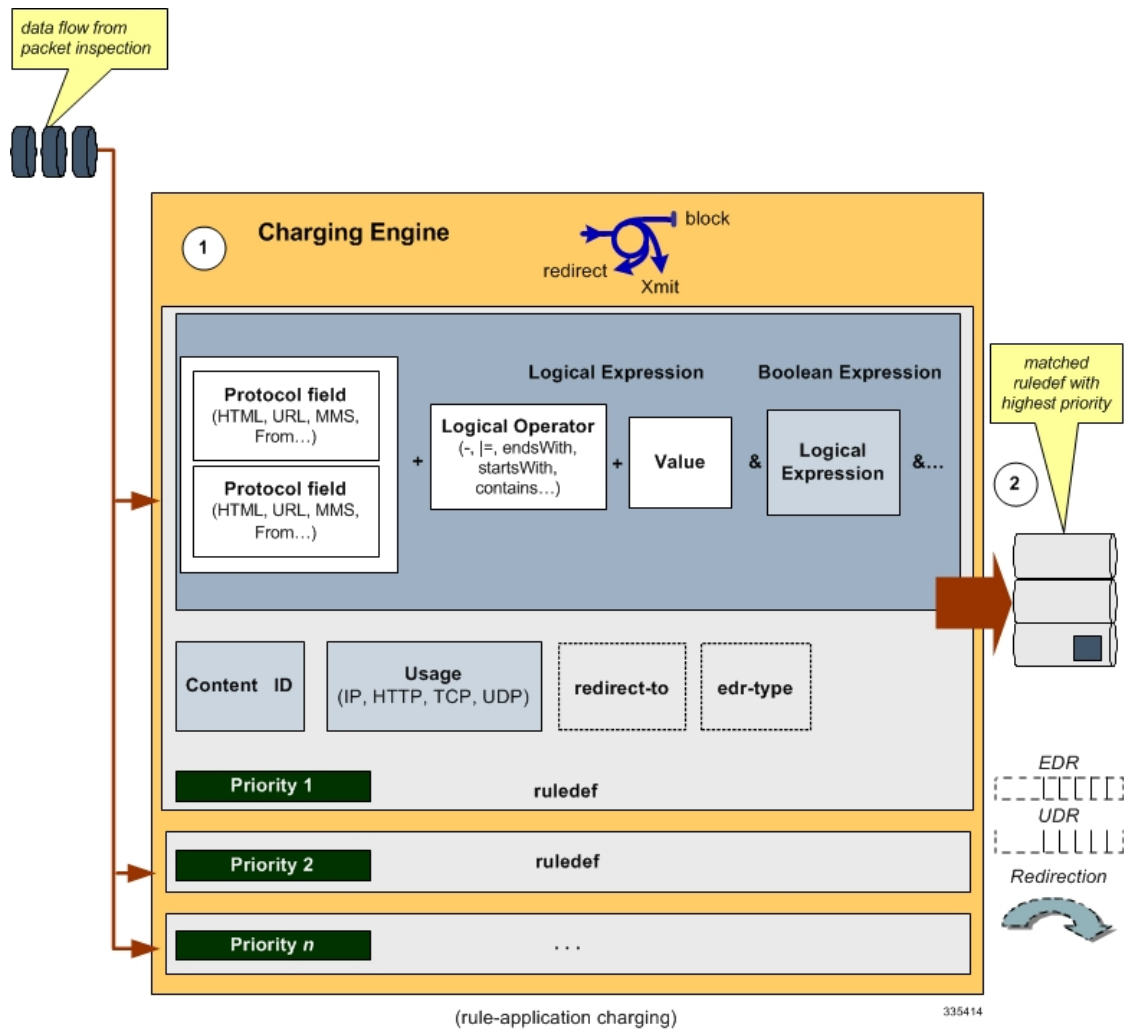 data flow from
packet inspection
1
Charging Engine
block
redirect
Xmit
Logical Expression
Boolean Expression
Protocol field
(HTML, URL, MMS,
From...)
Protocol field
(HTML, URL, MMS,
From...)
+
Logical Operator
(-, |=, endsWith,
startsWith,
contains...)
+
Value
&
Logical
Expression
&...
matched
ruledef with
highest priority
2
Content ID
Usage
(IP, HTTP, TCP, UDP)
redirect-to
edr-type
Priority 1
ruledef
EDR
UDR
Priority 2
ruledef
Redirection
Priority n
. . .
(rule-application charging)
335414